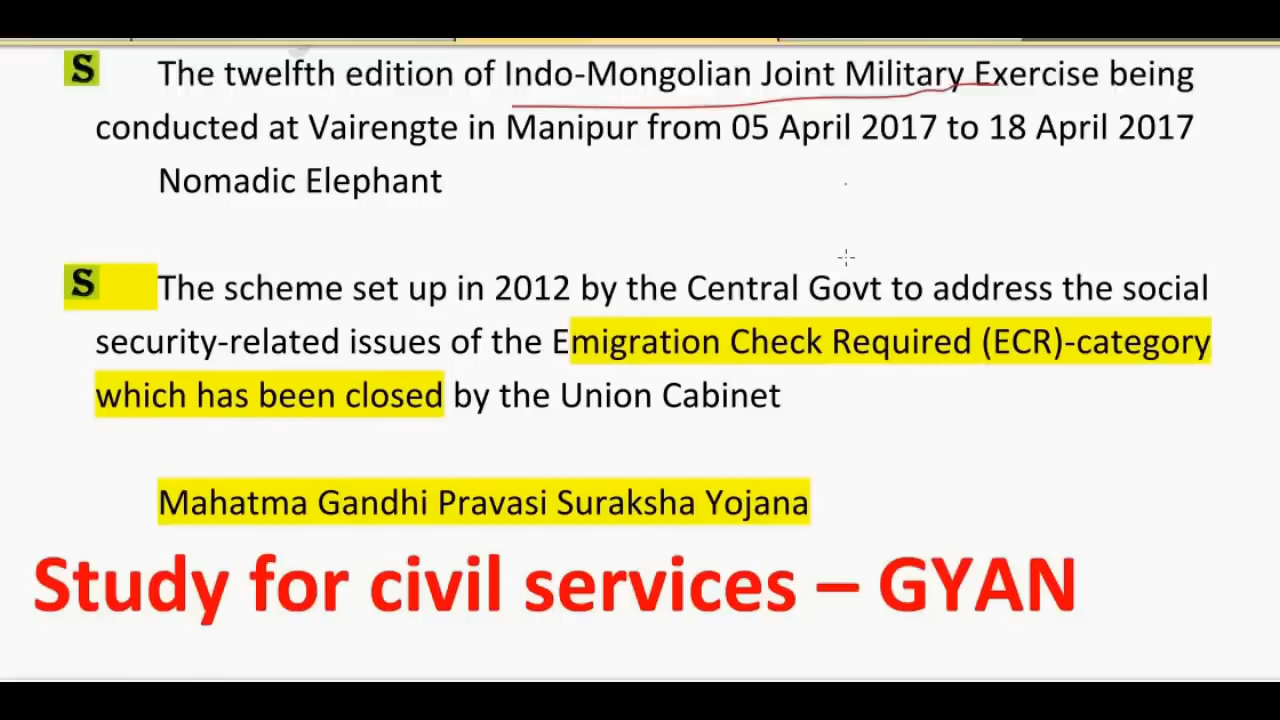 S The twelfth edition of Indo-Mongolian Joint Military Exercise being
conducted at Vairengte in Manipur from 05 April 2017 to 18 April 2017
Nomadic Elephant
S The scheme set up in 2012 by the Central Govt to address the social
security-related issues of the Emigration Check Required (ECR)-category
which has been closed by the Union Cabinet
Mahatma Gandhi Pravasi Suraksha Yojana
Study for civil services – GYAN